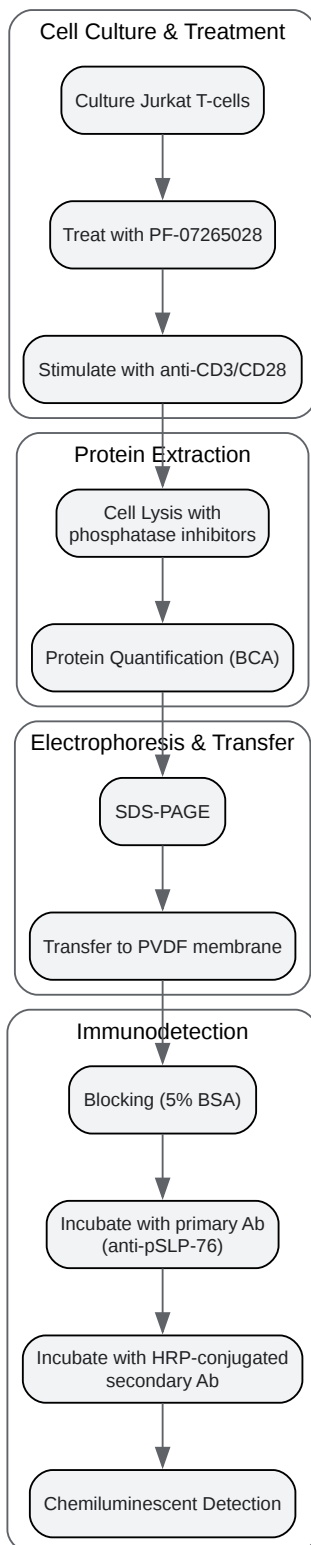 Cell Culture & Treatment
Culture Jurkat T-cells
Treat with PF-07265028
Stimulate with anti-CD3/CD28
Protein Extraction
Cell Lysis with
phosphatase inhibitors
Protein Quantification (BCA)
Electrophoresis & Transfer
SDS-PAGE
Transfer to PVDF membrane
Immunodetection
Blocking (5% BSA)
Incubate with primary Ab
(anti-pSLP-76)
Incubate with HRP-conjugated
secondary Ab
Chemiluminescent Detection